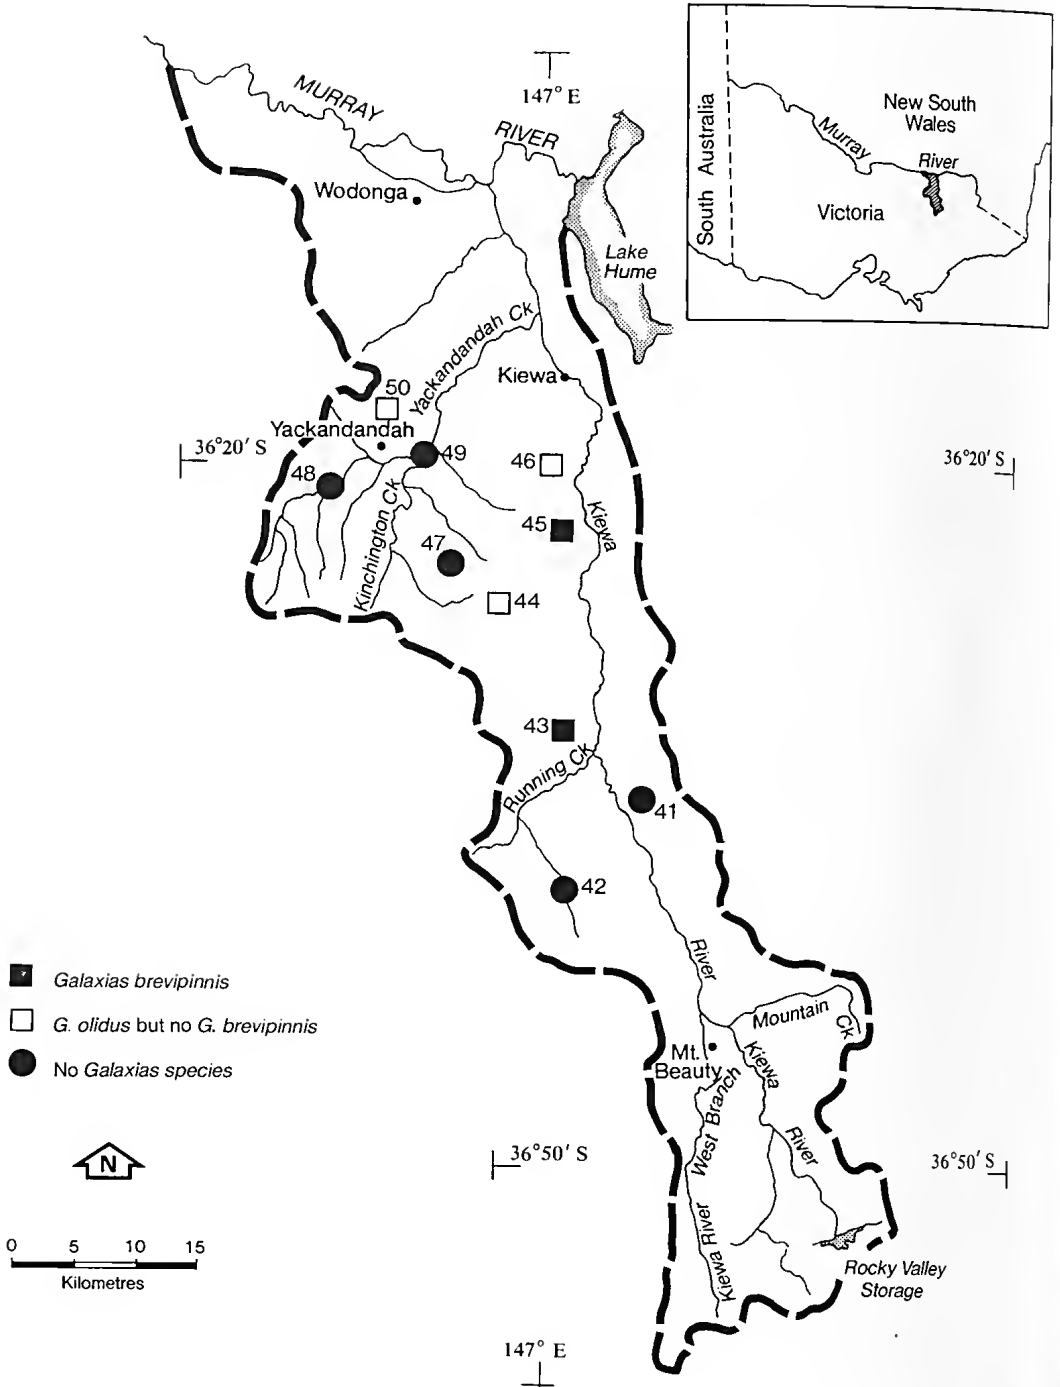 MURRAY
RIVER
147° E
South Australia
New South
Wales
Murray
River
Victoria
Wodonga
Lake
Hume
Yackandandah Ck
Kiewa
50
Yackandandah
36°20' S
49
46
36°20' S
48
Kinchington Ck
45
Kiewa
47
44
43
Running Ck
41
42
River
Galaxias brevipinnis
G. olidus but no G. brevipinnis
No Galaxias species
Mountain
Ck
Mt.
Beauty
Kiewa
West Branch
River
N
36°50' S
36°50' S
Kiewa River
0 5 10 15
Kilometres
Rocky Valley
Storage
147° E